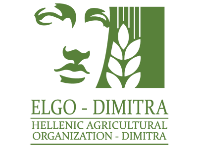 ELGO - DIMITRA
HELLENIC AGRICULTURAL
ORGANIZATION - DIMITRA